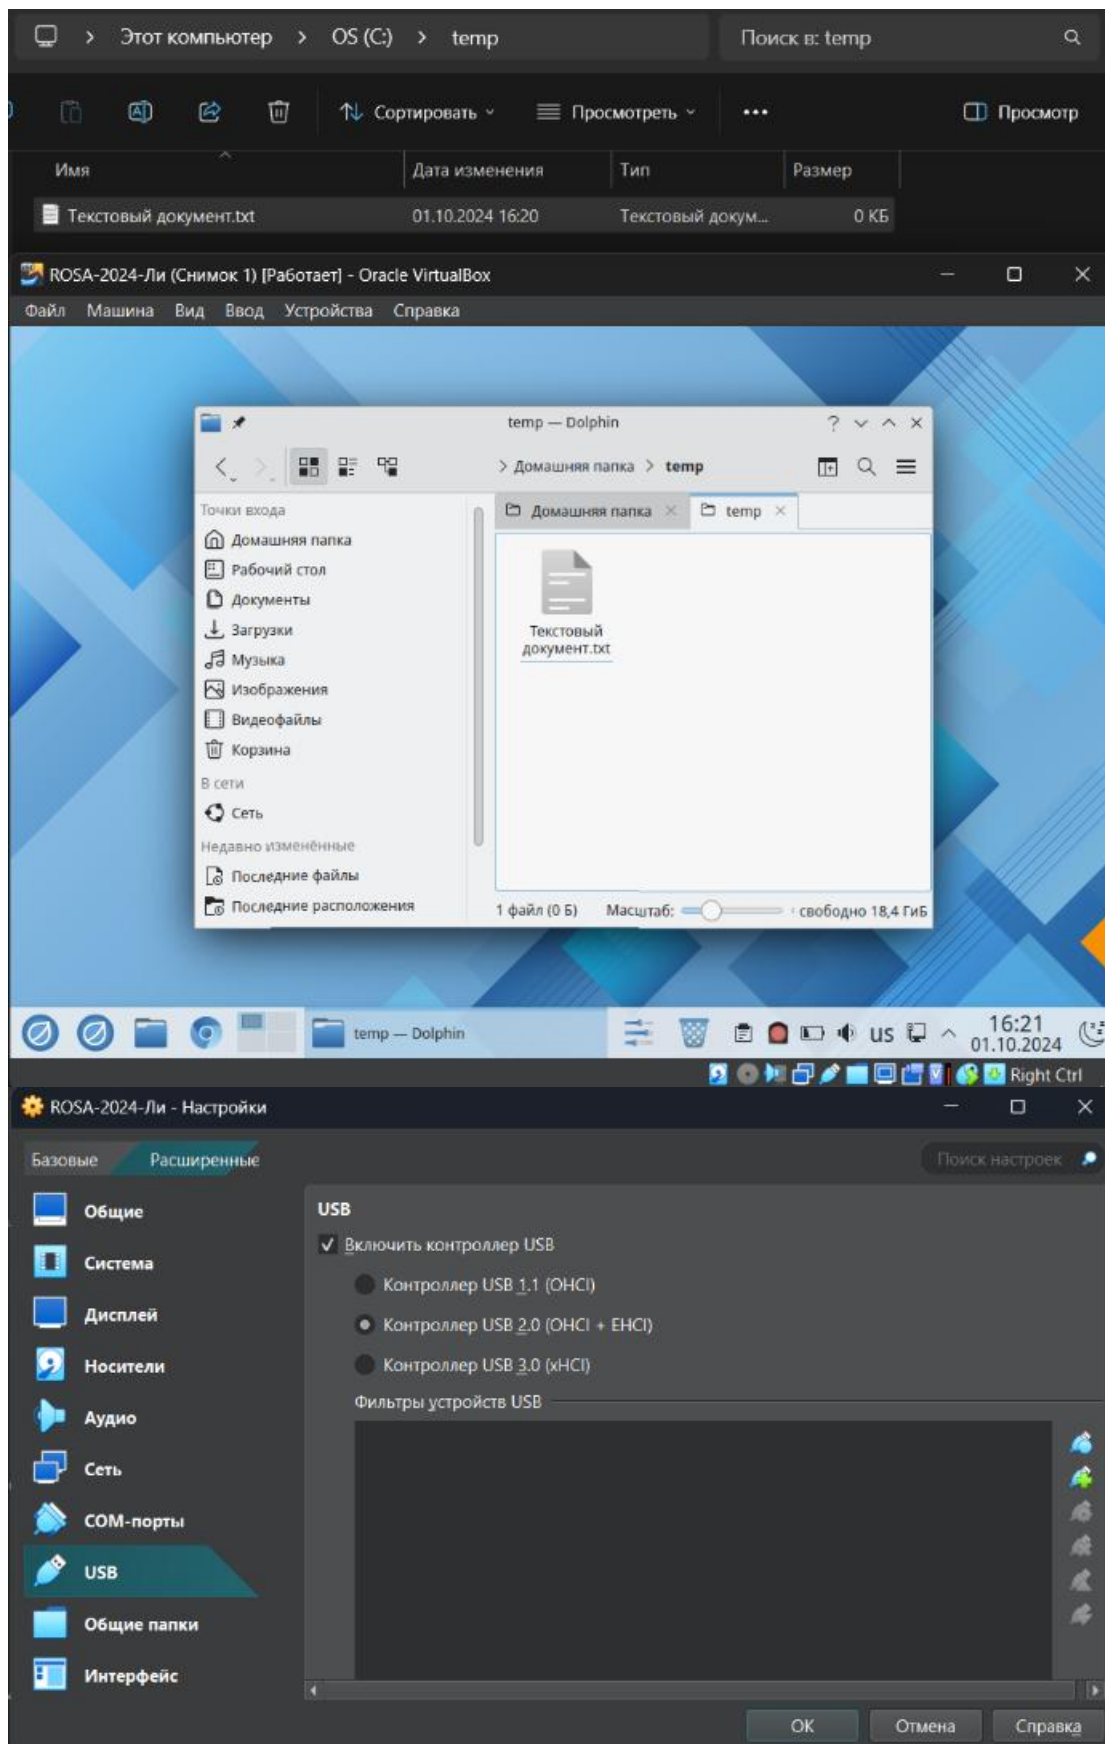 Этот компьютер > OS (C:) > temp
Поиск в: temp
Сортировать
Просмотреть
Просмотр
Имя
Дата изменения
Тип
Размер
Текстовый документ.txt
01.10.2024 16:20
Текстовый докум...
0 КБ
ROSA-2024-Ли (Снимок 1) [Работает] - Oracle VirtualBox
Файл Машина Вид Ввод Устройства Справка
temp — Dolphin
> Домашняя папка > temp
Точки входа
Домашняя папка
Рабочий стол
Документы
Загрузки
Музыка
Изображения
Видеофайлы
Корзина
В сети
Сеть
Недавно изменённые
Последние файлы
Последние расположения
Домашняя папка
temp
Текстовый
документ.txt
1 файл (0 Б)
Масштаб:
свободно 18,4 ГиБ
temp — Dolphin
us
16:21
01.10.2024
Right Ctrl
ROSA-2024-Ли - Настройки
Базовые
Расширенные
Поиск настроек
Общие
Система
Дисплей
Носители
Аудио
Сеть
COM-порты
USB
Общие папки
Интерфейс
USB
Включить контроллер USB
Контроллер USB 1.1 (OHCI)
Контроллер USB 2.0 (OHCI + EHCI)
Контроллер USB 3.0 (xHCI)
Фильтры устройств USB
OK
Отмена
Справка